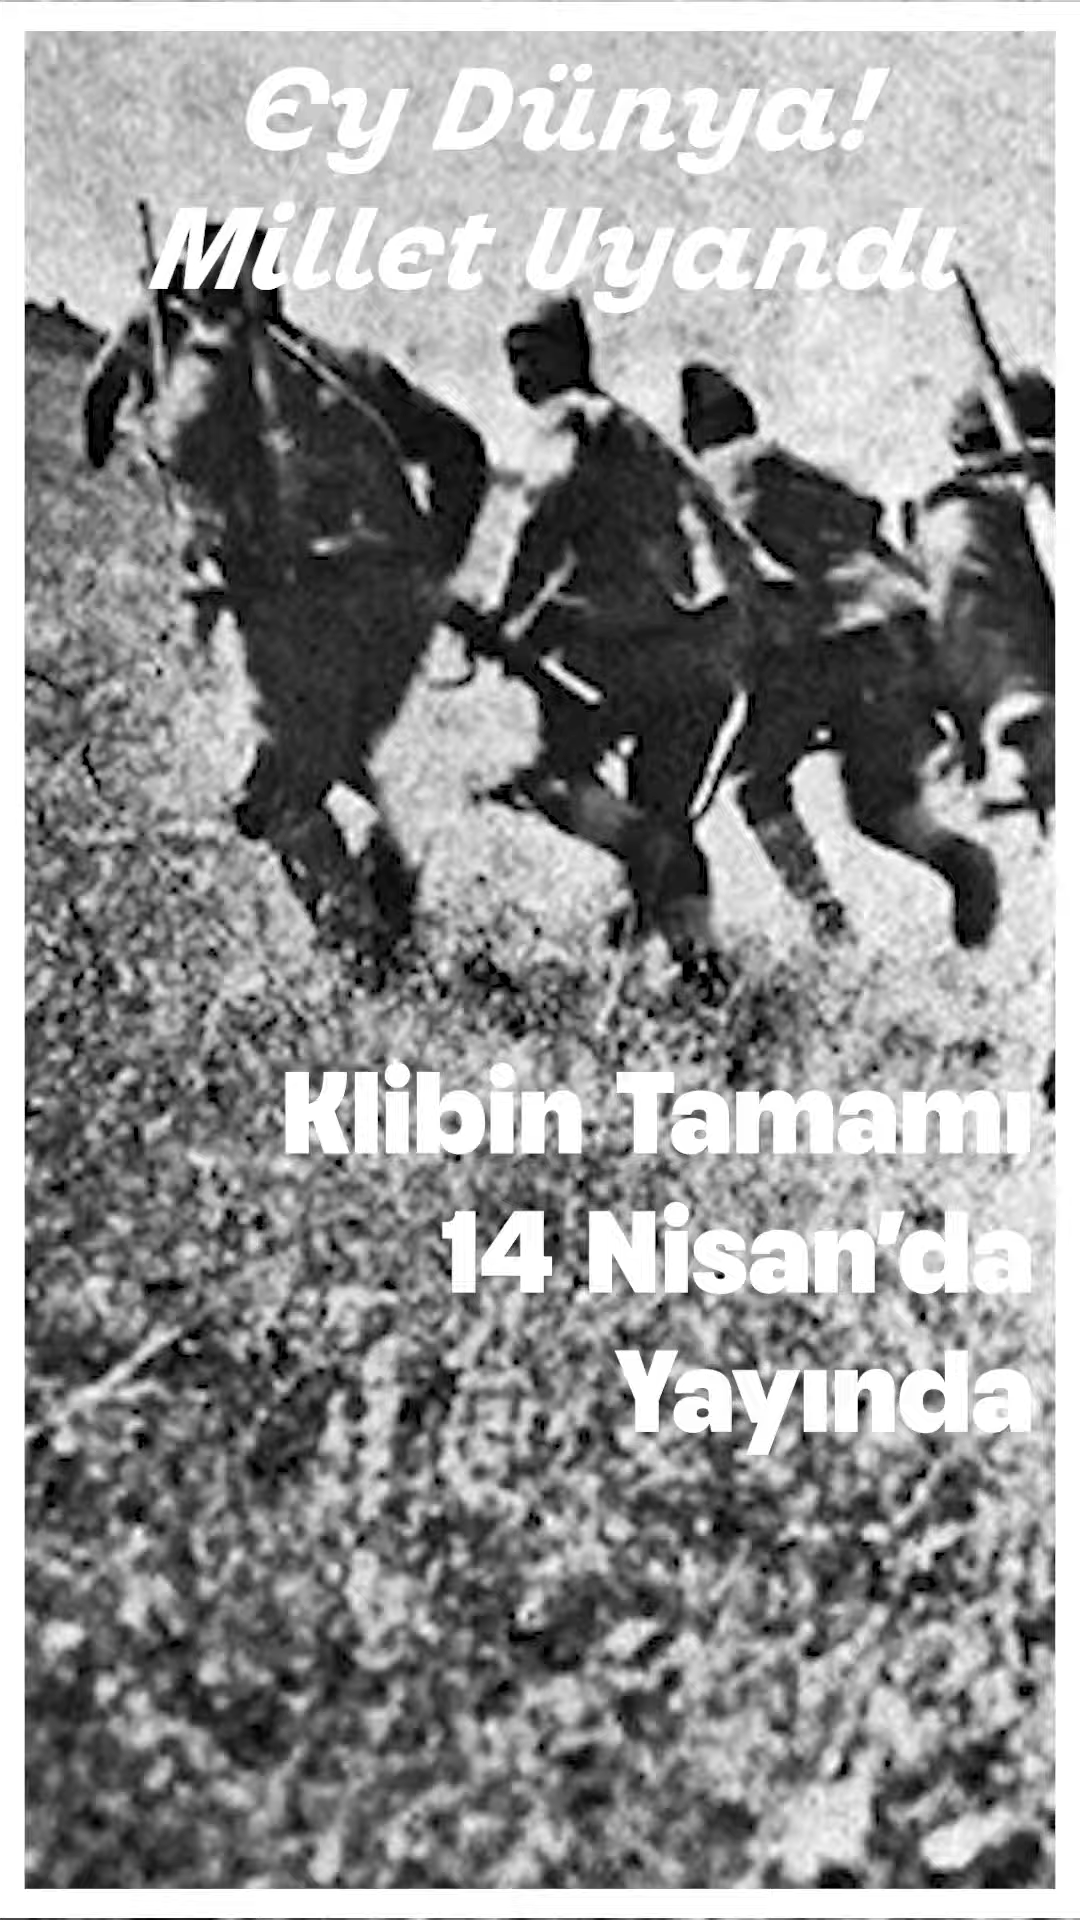 Ey Dünya!
Millet Uyandı
Klibin Tamamı
14 Nisan'da
Yayında